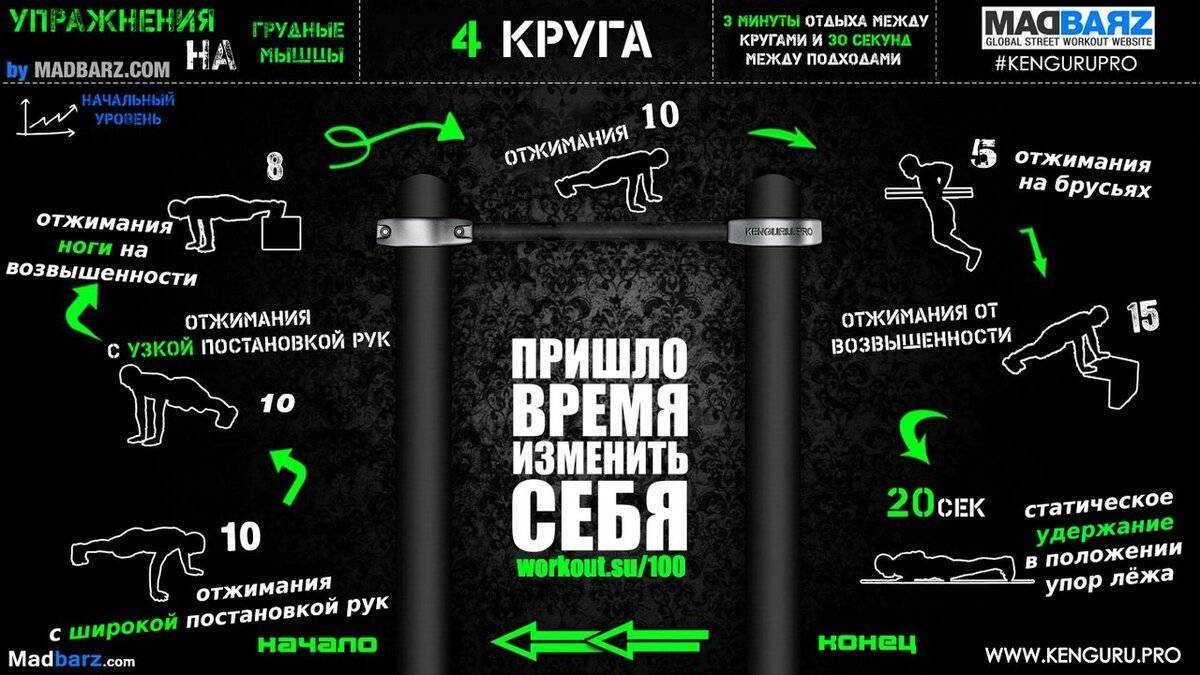 УПРАЖНЕНИЯ
НА
ГРУДНЫЕ
МЫШЦЫ
by MADBARZ.COM
4 КРУГА
3 МИНУТЫ ОТДЫХА МЕЖДУ
КРУГАМИ И 30 СЕКУНД
МЕЖДУ ПОДХОДАМИ
MADBARZ
GLOBAL STREET WORKOUT WEBSITE
#KENGURUPRO
НАЧАЛЬНЫЙ
УРОВЕНЬ
8
отжимания
ноги на
возвышенности
ОТЖИМАНИЯ 10
5 отжимания
на брусьях
KENGURU.PRO
ОТЖИМАНИЯ
С УЗКОЙ ПОСТАНОВКОЙ РУК
10
ОТЖИМАНИЯ ОТ
ВОЗВЫШЕННОСТИ
15
ПРИШЛО
ВРЕМЯ
ИЗМЕНИТЬ
СЕБЯ
workout.su/100
10
отжимания
с широкой постановкой рук
20СЕК
статическое
удержание
в положении
упор лёжа
начало
конец
Madbarz.com
WWW.KENGURU.PRO